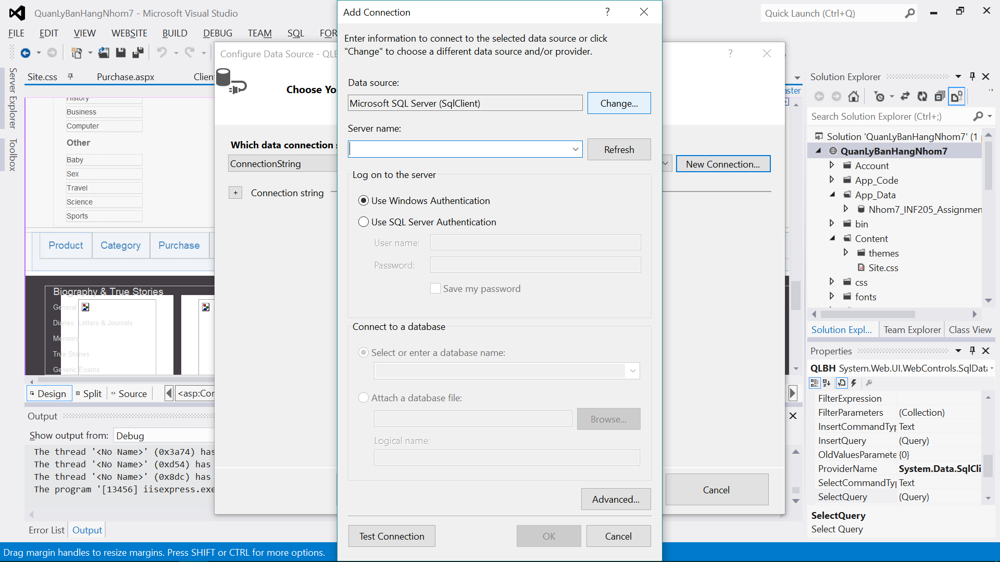 QuanLyBanHangNhom7 - Microsoft Visual Studio
Quick Launch (Ctrl+Q)
FILE EDIT VIEW WEBSITE BUILD DEBUG TEAM SQL FOR
Server Explorer
Toolbox
Site.css Purchase.aspx Client
History
Business
Computer
Other
Baby
Sex
Travel
Science
Sports
Product Category Purchase
Biography & True Stories
General
Diaries, Letters & Journals
Memoirs
True Stories
Generic Exams
Design Split Source <asp:Cor
Output
Show output from: Debug
The thread '<No Name>' (0x3a74) has
The thread '<No Name>' (0xd54) has
The thread '<No Name>' (0x8dc) has
The program '[13456] iisexpress.exe
Error List Output
Drag margin handles to resize margins. Press SHIFT or CTRL for more options.
Configure Data Source - QLB
?
Choose Yo
Which data connection s
ConnectionString
New Connection...
+ Connection string
Cancel
Add Connection
?
Enter information to connect to the selected data source or click
"Change" to choose a different data source and/or provider.
Data source:
Microsoft SQL Server (SqlClient)
Change...
Server name:
Refresh
Log on to the server
Use Windows Authentication
Use SQL Server Authentication
User name:
Password:
Save my password
Connect to a database
Select or enter a database name:
Attach a database file:
Browse...
Logical name:
Advanced...
Test Connection OK Cancel
aster
Solution Explorer
Search Solution Explorer (Ctrl+;)
Solution 'QuanLyBanHangNhom7' (1 p
QuanLyBanHangNhom7
Account
App_Code
App_Data
Nhom7_INF205_Assignmen
bin
Content
themes
Site.css
css
fonts
Solution Expl... Team Explorer Class View
Properties
QLBH System.Web.UI.WebControls.SqlData
FilterExpression
FilterParameters (Collection)
InsertCommandTyp Text
InsertQuery (Query)
OldValuesParamete {0}
ProviderName System.Data.SqlCli
SelectCommandTyp Text
SelectQuery (Query)
SelectQuery
Select Query